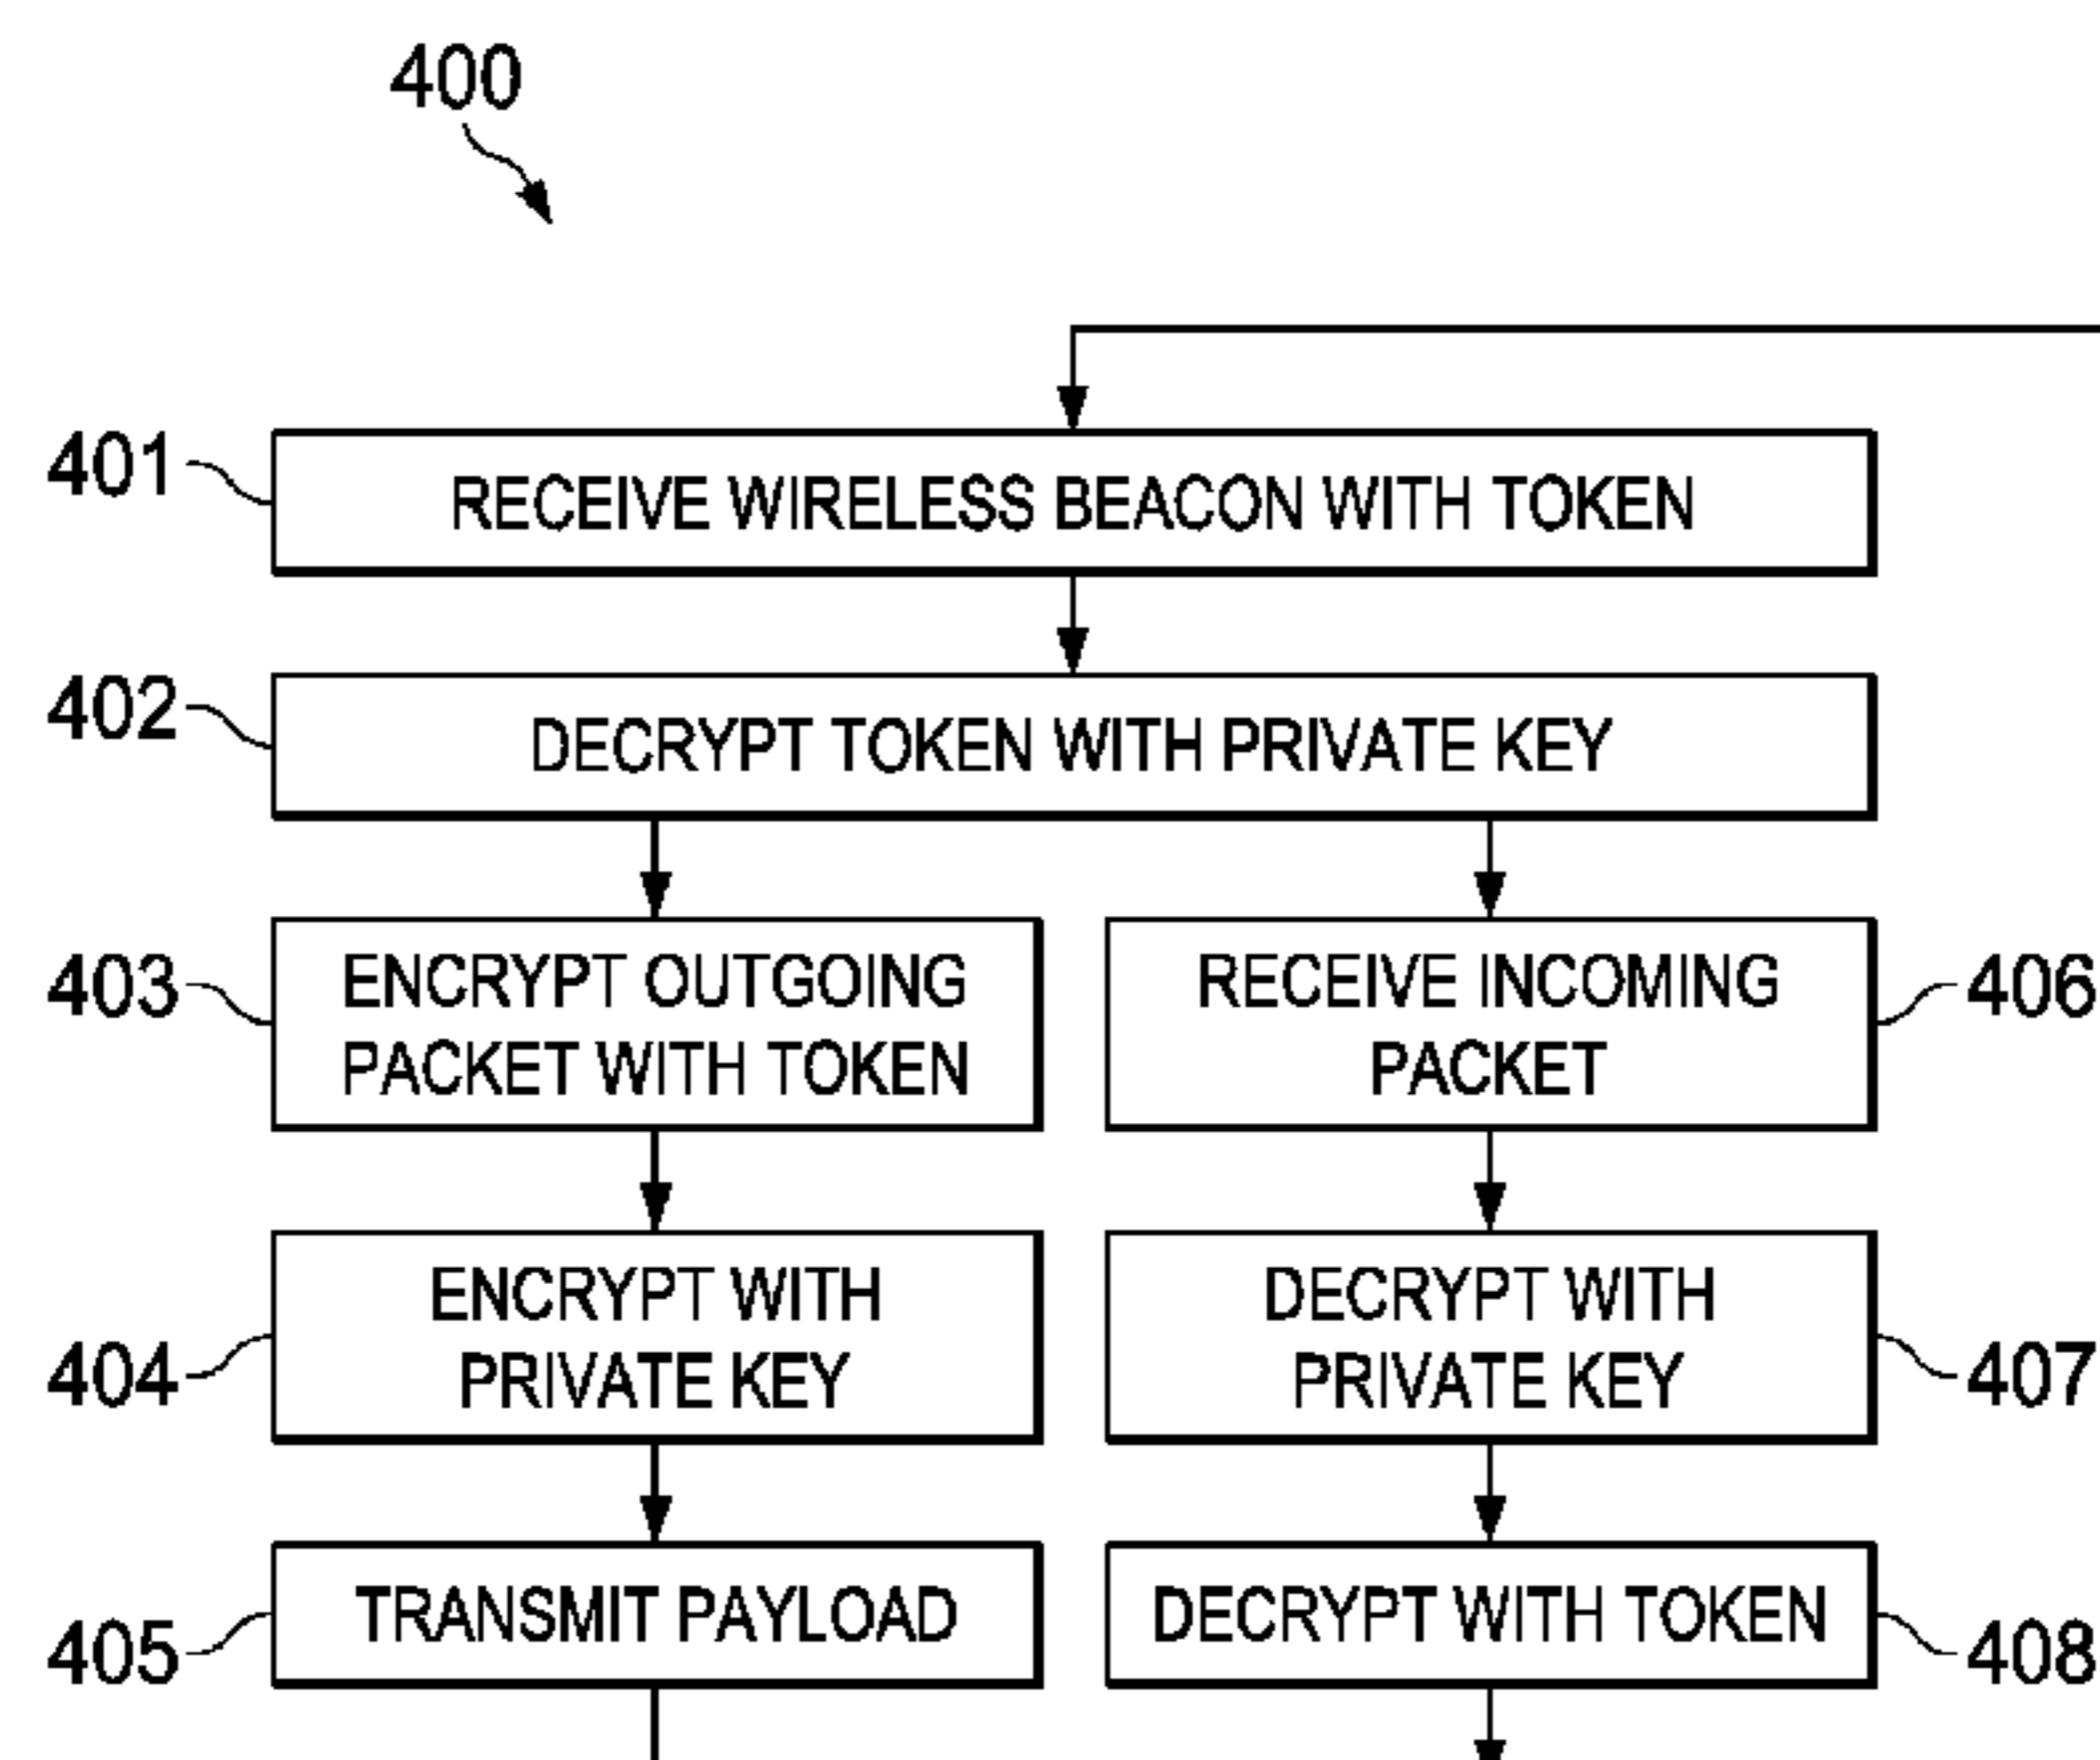 400
401
RECEIVE WIRELESS BEACON WITH TOKEN
402
DECRYPT TOKEN WITH PRIVATE KEY
403
ENCRYPT OUTGOING
PACKET WITH TOKEN
RECEIVE INCOMING
PACKET
406
404
ENCRYPT WITH
PRIVATE KEY
DECRYPT WITH
PRIVATE KEY
407
405
TRANSMIT PAYLOAD
DECRYPT WITH TOKEN
408